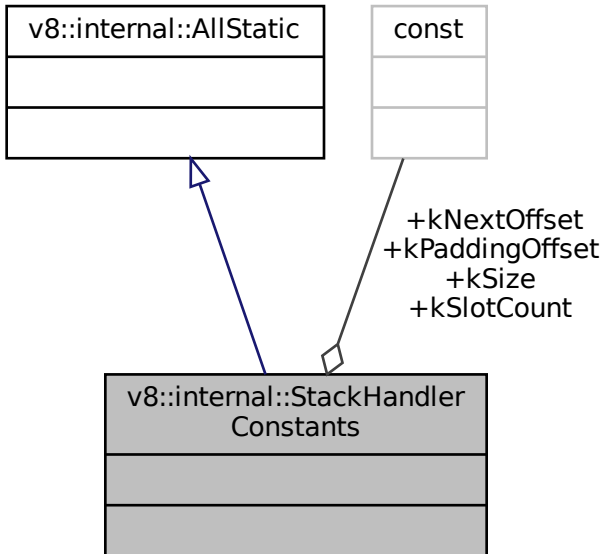 v8::internal::AllStatic
const
+kNextOffset
+kPaddingOffset
+kSize
+kSlotCount
v8::internal::StackHandler
Constants